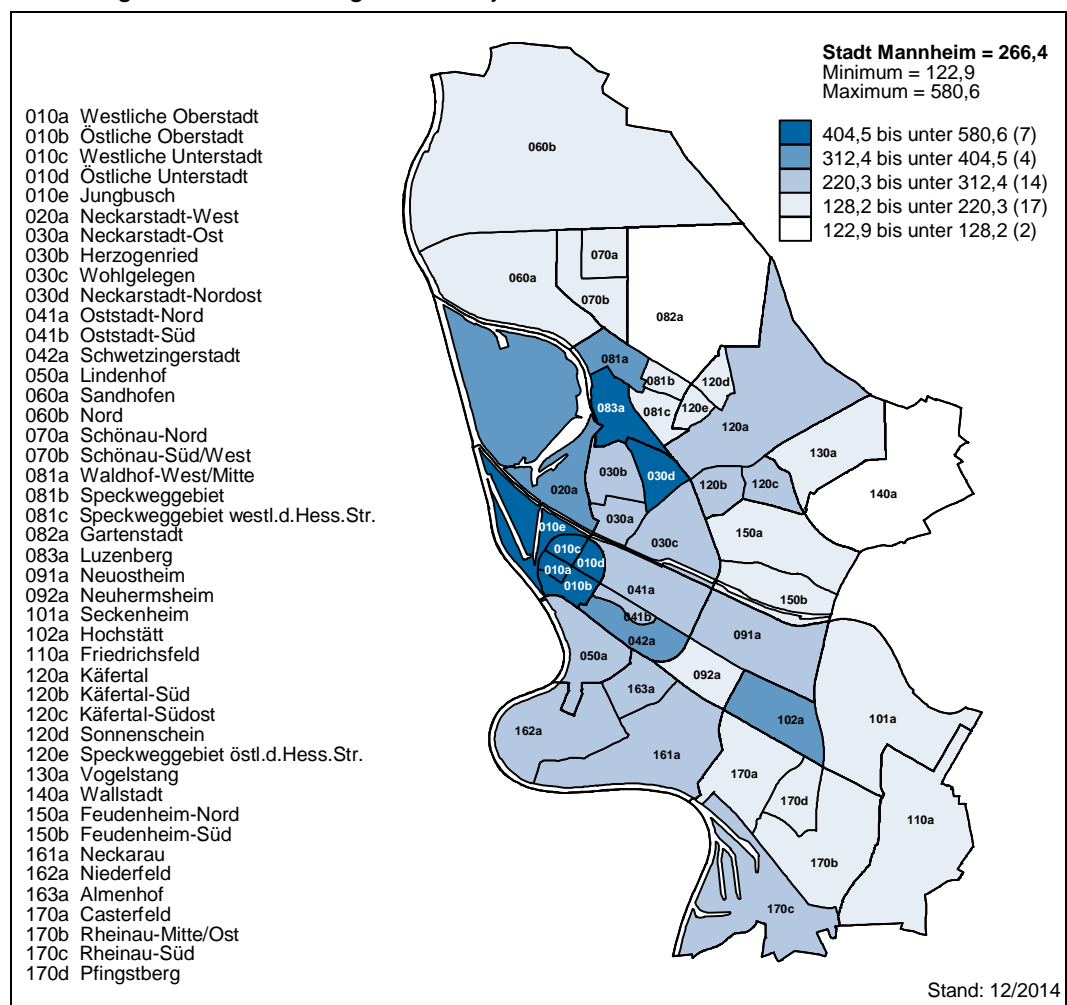 Stadt Mannheim = 266,4
Minimum = 122,9
Maximum = 580,6
404,5 bis unter 580,6 (7)
312,4 bis unter 404,5 (4)
220,3 bis unter 312,4 (14)
128,2 bis unter 220,3 (17)
122,9 bis unter 128,2 (2)
010a Westliche Oberstadt
010b Östliche Oberstadt
010c Westliche Unterstadt
010d Östliche Unterstadt
010e Jungbusch
020a Neckarstadt-West
030a Neckarstadt-Ost
030b Herzogenried
030c Wohlgelegen
030d Neckarstadt-Nordost
041a Oststadt-Nord
041b Oststadt-Süd
042a Schwetzingerstadt
050a Lindenhof
060a Sandhofen
060b Nord
070a Schönau-Nord
070b Schönau-Süd/West
081a Waldhof-West/Mitte
081b Speckweggebiet
081c Speckweggebiet westl.d.Hess.Str.
082a Gartenstadt
083a Luzenberg
091a Neuostheim
092a Neuhermsheim
101a Seckenheim
102a Hochstätt
110a Friedrichsfeld
120a Käfertal
120b Käfertal-Süd
120c Käfertal-Südost
120d Sonnenschein
120e Speckweggebiet östl.d.Hess.Str.
130a Vogelstang
140a Wallstadt
150a Feudenheim-Nord
150b Feudenheim-Süd
161a Neckarau
162a Niederfeld
163a Almenhof
170a Casterfeld
170b Rheinau-Mitte/Ost
170c Rheinau-Süd
170d Pfingstberg
060b
070a
060a
070b
082a
081a
081b
120d
083a
081c
120e
120a
130a
030b
030d
120b
120c
140a
020a
030a
010e
030c
150a
010c
010a
010d
010b
041a
150b
041b
042a
091a
050a
092a
163a
102a
101a
162a
161a
170a
170d
110a
170b
170c
Stand: 12/2014